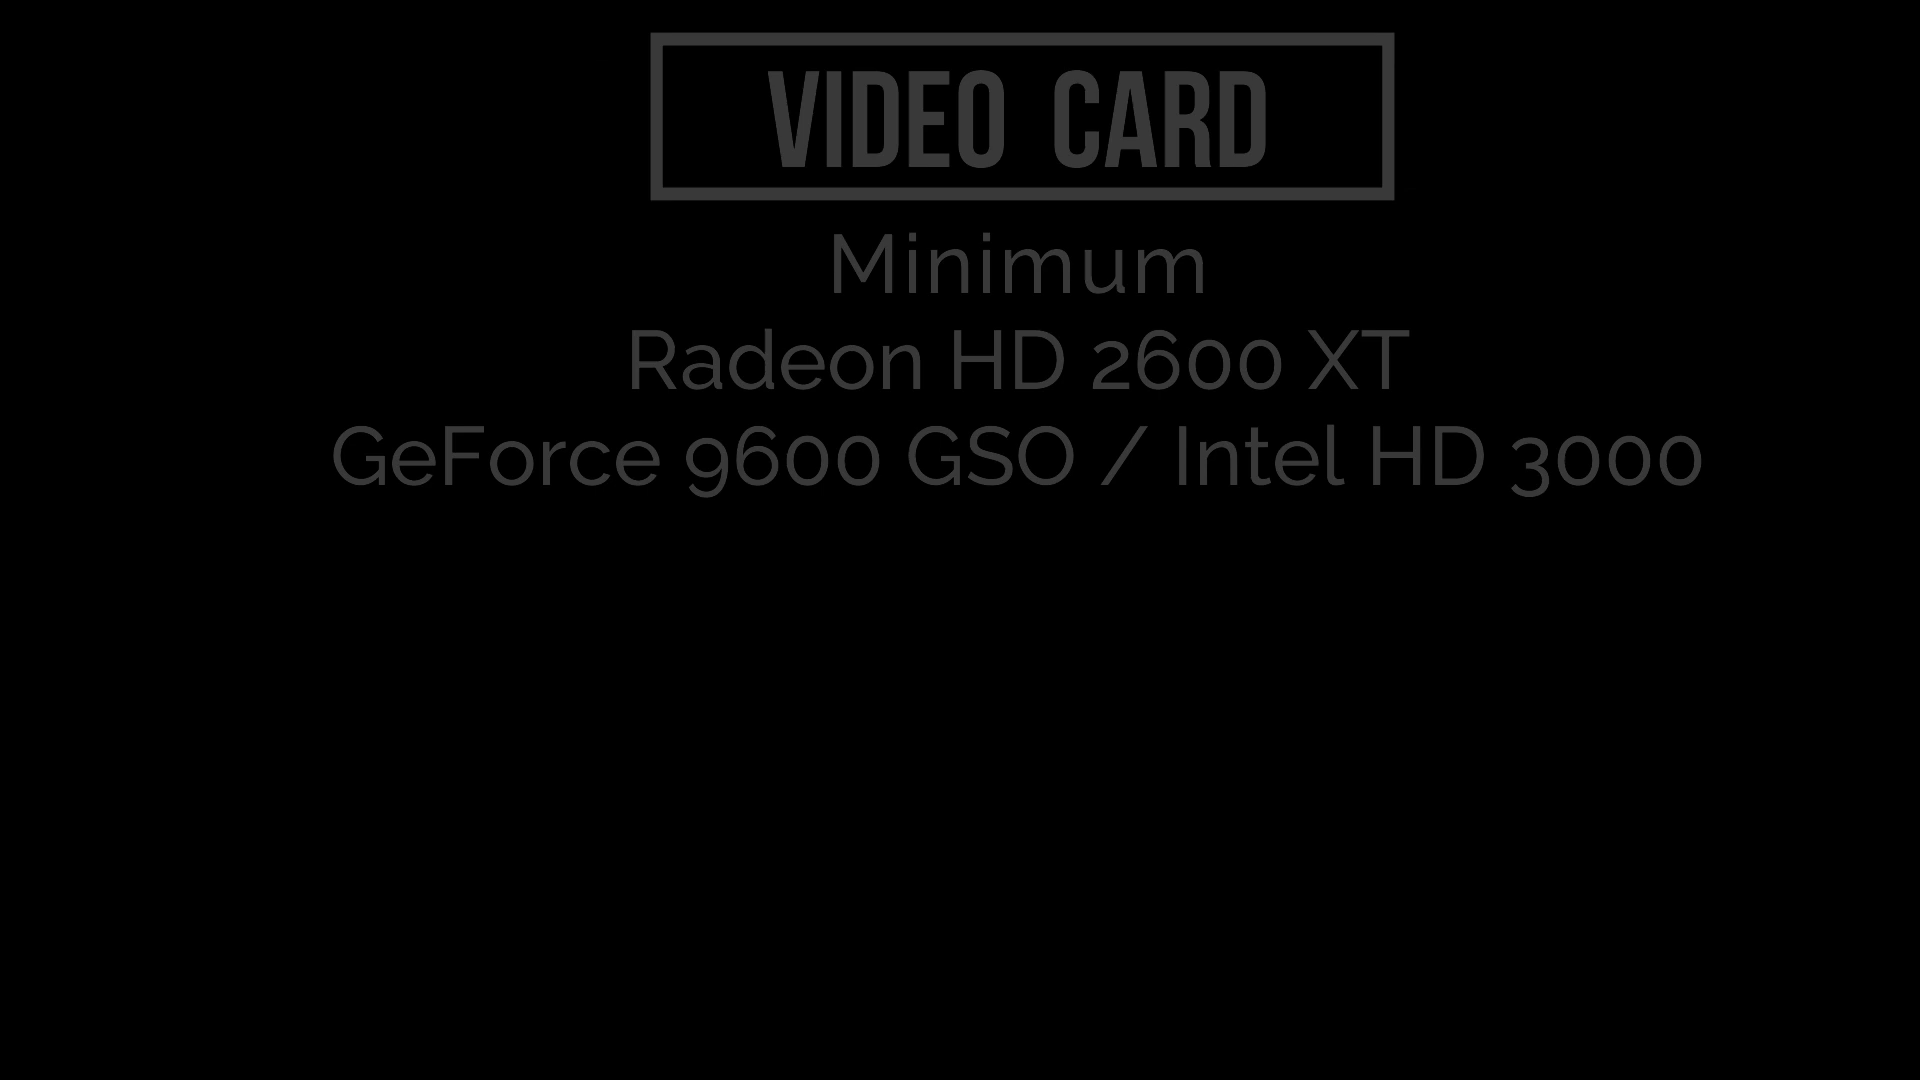 VIDEO CARD
Minimum
Radeon HD 2600 XT
GeForce 9600 GSO / Intel HD 3000